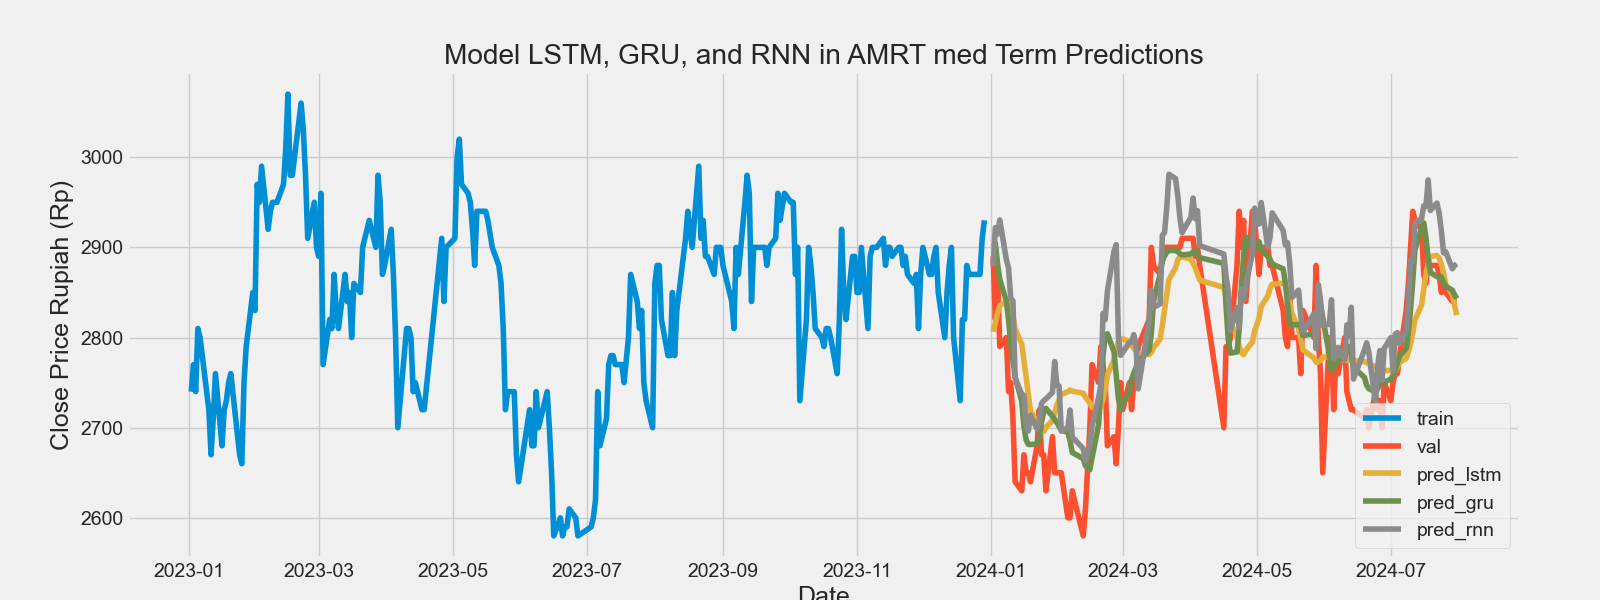 Model LSTM, GRU, and RNN in AMRT med Term Predictions
Close Price Rupiah (Rp)
3000
2900
2800
2700
2600
train
val
pred_lstm
pred_gru
pred_rnn
2023-01 2023-03 2023-05 2023-07 2023-09 2023-11 2024-01 2024-03 2024-05 2024-07
Date